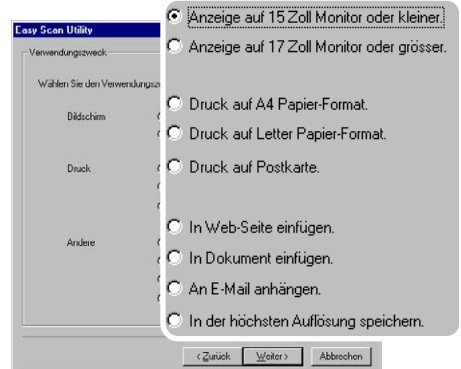 Easy Scan Utility
Verwendungszweck
Wählen Sie den
Bildschirm
Druck
Andere
Anzeige auf 15 Zoll Monitor oder kleiner.
Anzeige auf 17 Zoll Monitor oder grösser.
Druck auf A4 Papier-Format.
Druck auf Letter Papier-Format.
Druck auf Postkarte.
In Web-Seite einfügen.
In Dokument einfügen.
An E-Mail anhängen.
In der höchsten Auflösung speichern.
< Zurück
Weiter >
Abbrechen